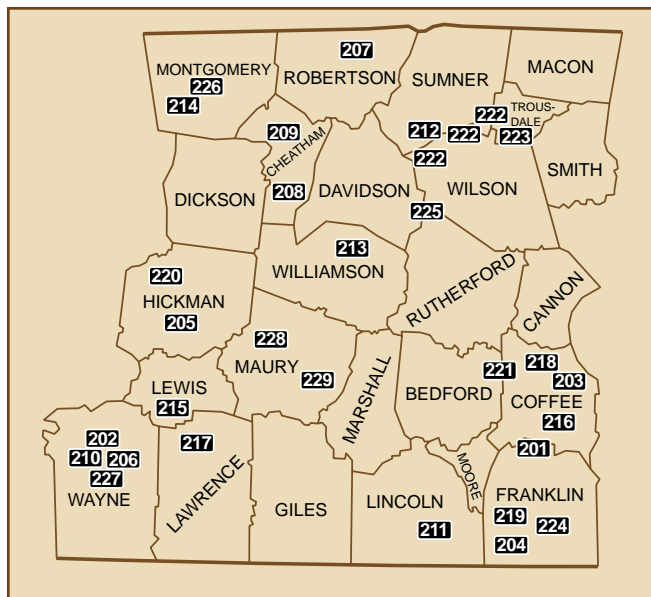 207
MONTGOMERY
ROBERTSON
SUMNER
MACON
226
214
209
CHEATHAM
212
222
222
TROUS-
DALE
223
222
SMITH
DICKSON
208
DAVIDSON
WILSON
225
213
WILLIAMSON
220
HICKMAN
205
RUTHERFORD
CANNON
228
MAURY
229
MARSHALL
BEDFORD
221
218
203
COFFEE
216
LEWIS
215
202
210
206
227
WAYNE
217
LAWRENCE
GILES
LINCOLN
211
MOORE
201
FRANKLIN
219
224
204